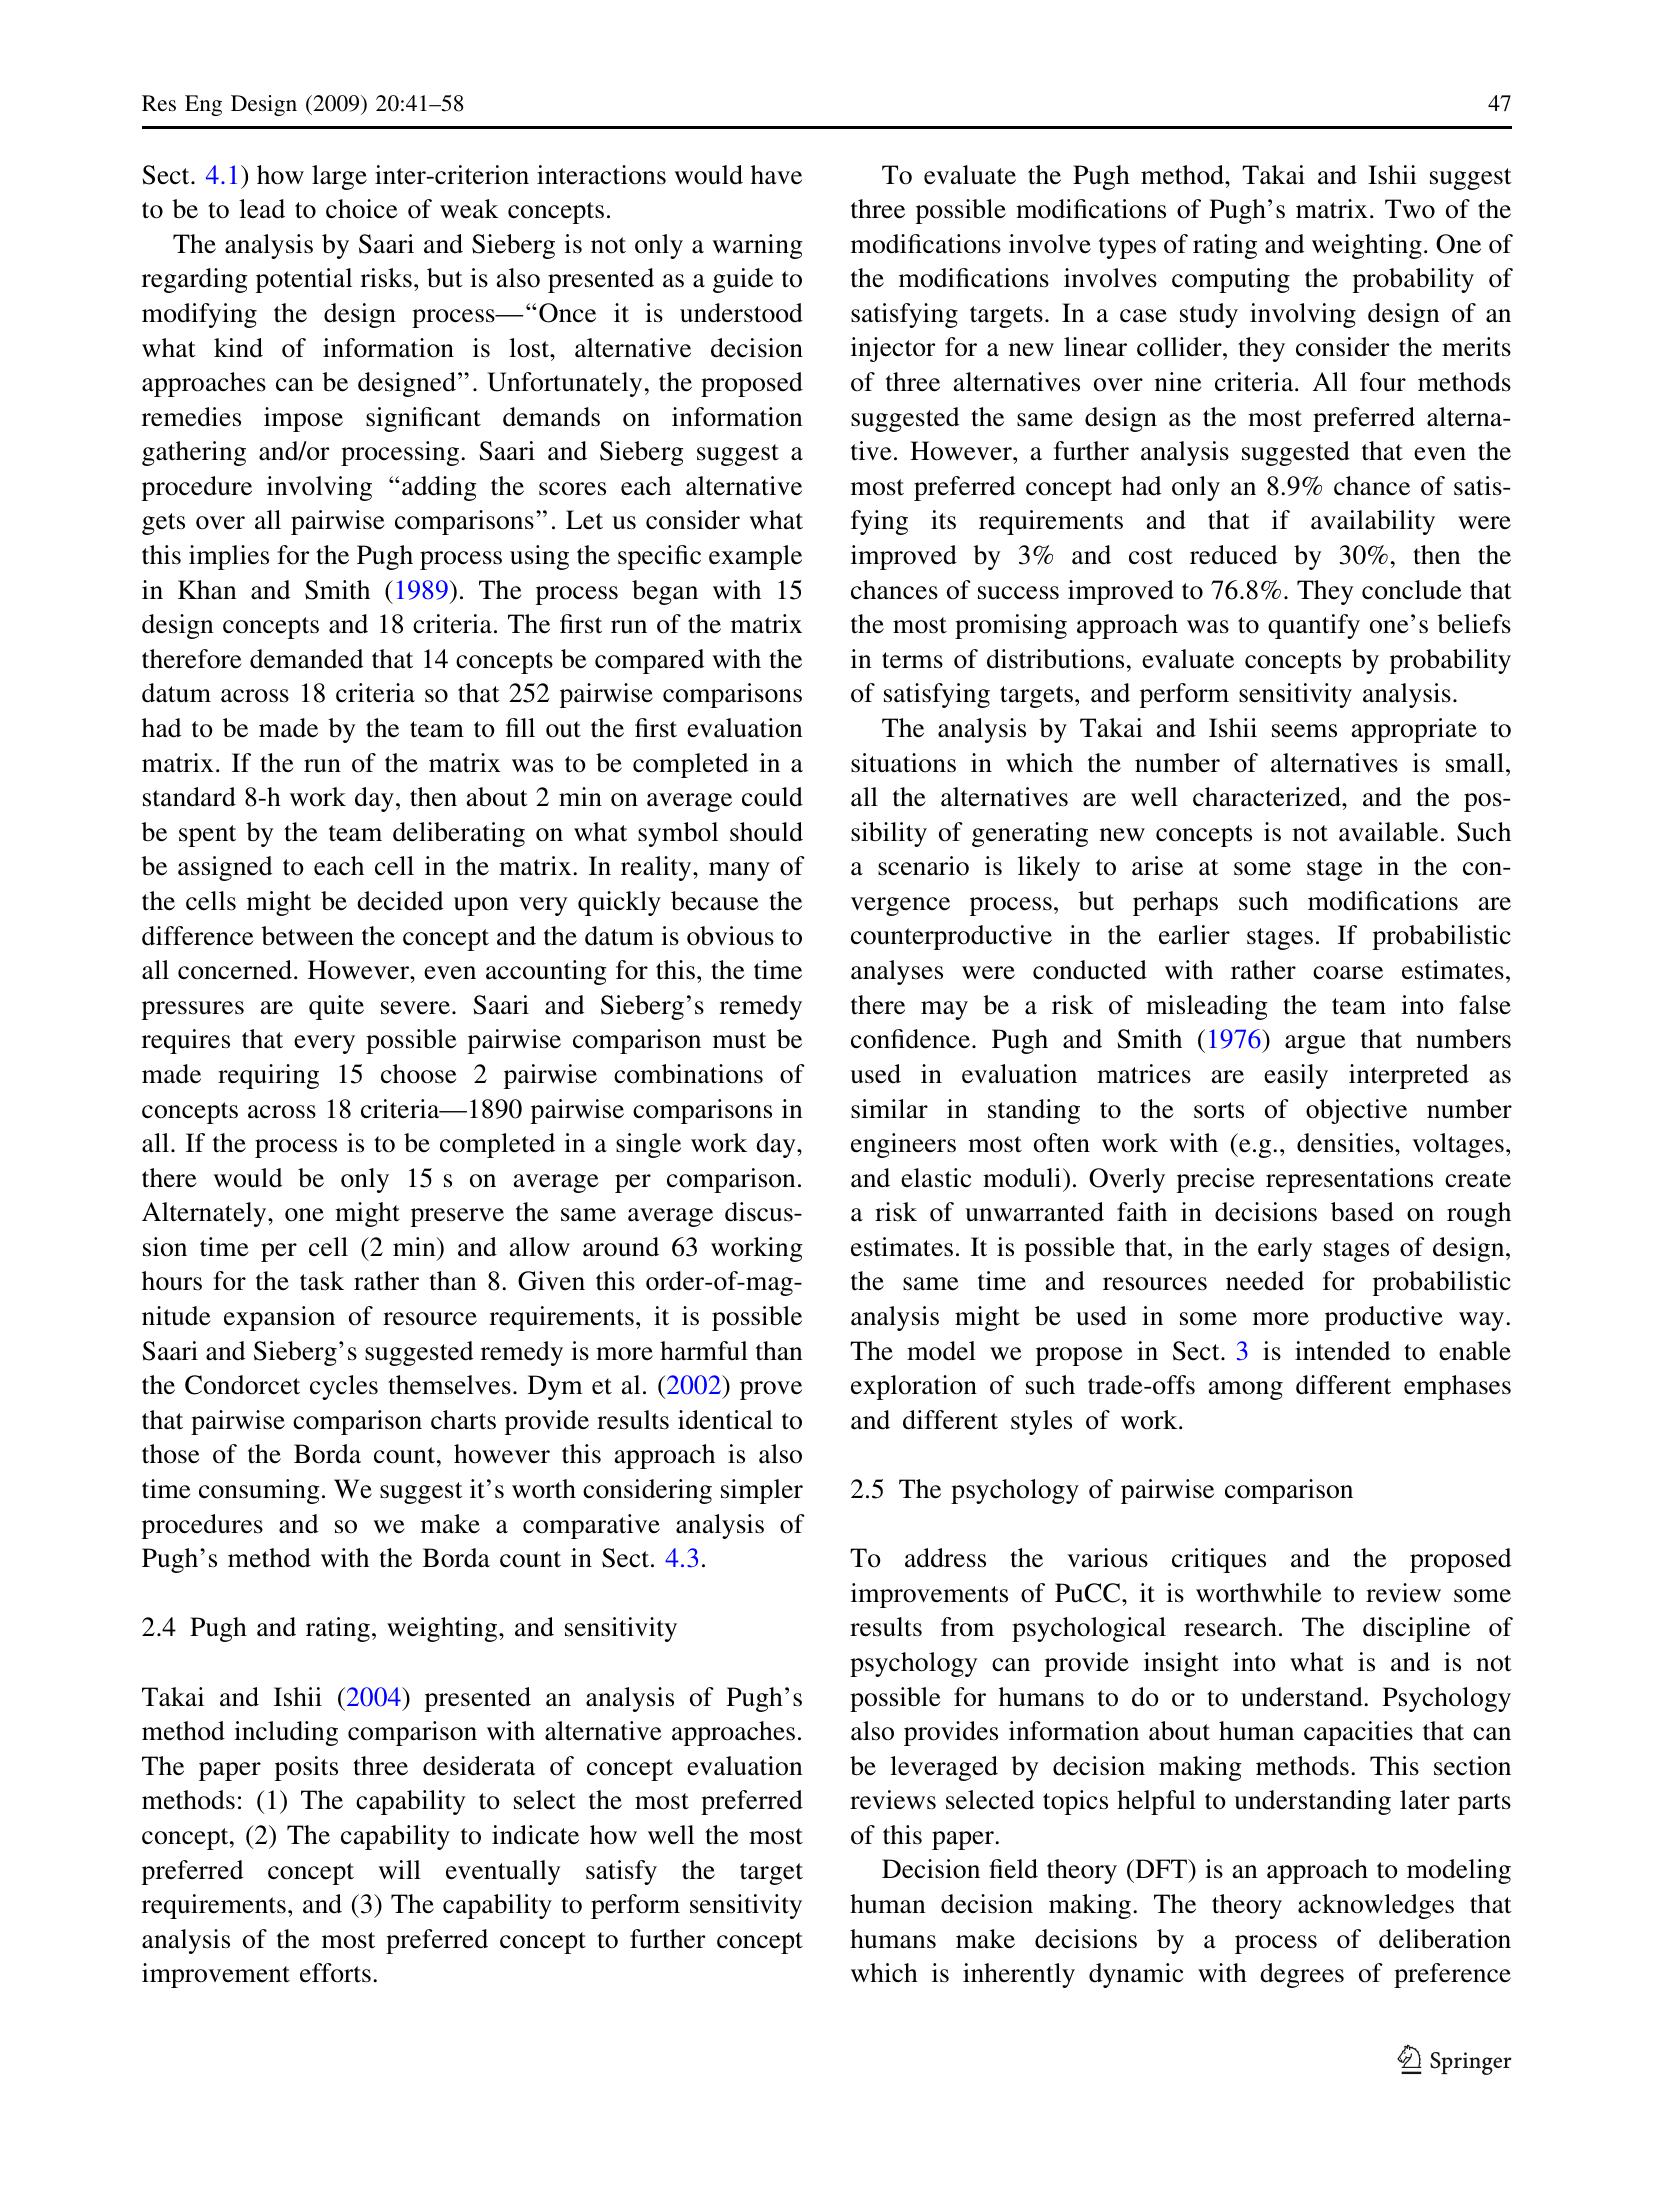 Res Eng Design (2009) 20:41–58
47
Sect. 4.1) how large inter-criterion interactions would have
to be to lead to choice of weak concepts.
The analysis by Saari and Sieberg is not only a warning
regarding potential risks, but is also presented as a guide to
modifying the design process—“Once it is understood
what kind of information is lost, alternative decision
approaches can be designed”. Unfortunately, the proposed
remedies impose significant demands on information
gathering and/or processing. Saari and Sieberg suggest a
procedure involving “adding the scores each alternative
gets over all pairwise comparisons”. Let us consider what
this implies for the Pugh process using the specific example
in Khan and Smith (1989). The process began with 15
design concepts and 18 criteria. The first run of the matrix
therefore demanded that 14 concepts be compared with the
datum across 18 criteria so that 252 pairwise comparisons
had to be made by the team to fill out the first evaluation
matrix. If the run of the matrix was to be completed in a
standard 8-h work day, then about 2 min on average could
be spent by the team deliberating on what symbol should
be assigned to each cell in the matrix. In reality, many of
the cells might be decided upon very quickly because the
difference between the concept and the datum is obvious to
all concerned. However, even accounting for this, the time
pressures are quite severe. Saari and Sieberg’s remedy
requires that every possible pairwise comparison must be
made requiring 15 choose 2 pairwise combinations of
concepts across 18 criteria—1890 pairwise comparisons in
all. If the process is to be completed in a single work day,
there would be only 15 s on average per comparison.
Alternately, one might preserve the same average discus-
sion time per cell (2 min) and allow around 63 working
hours for the task rather than 8. Given this order-of-mag-
nitude expansion of resource requirements, it is possible
Saari and Sieberg’s suggested remedy is more harmful than
the Condorcet cycles themselves. Dym et al. (2002) prove
that pairwise comparison charts provide results identical to
those of the Borda count, however this approach is also
time consuming. We suggest it’s worth considering simpler
procedures and so we make a comparative analysis of
Pugh’s method with the Borda count in Sect. 4.3.
2.4 Pugh and rating, weighting, and sensitivity
Takai and Ishii (2004) presented an analysis of Pugh’s
method including comparison with alternative approaches.
The paper posits three desiderata of concept evaluation
methods: (1) The capability to select the most preferred
concept, (2) The capability to indicate how well the most
preferred concept will eventually satisfy the target
requirements, and (3) The capability to perform sensitivity
analysis of the most preferred concept to further concept
improvement efforts.
To evaluate the Pugh method, Takai and Ishii suggest
three possible modifications of Pugh’s matrix. Two of the
modifications involve types of rating and weighting. One of
the modifications involves computing the probability of
satisfying targets. In a case study involving design of an
injector for a new linear collider, they consider the merits
of three alternatives over nine criteria. All four methods
suggested the same design as the most preferred alterna-
tive. However, a further analysis suggested that even the
most preferred concept had only an 8.9% chance of satis-
fying its requirements and that if availability were
improved by 3% and cost reduced by 30%, then the
chances of success improved to 76.8%. They conclude that
the most promising approach was to quantify one’s beliefs
in terms of distributions, evaluate concepts by probability
of satisfying targets, and perform sensitivity analysis.
The analysis by Takai and Ishii seems appropriate to
situations in which the number of alternatives is small,
all the alternatives are well characterized, and the pos-
sibility of generating new concepts is not available. Such
a scenario is likely to arise at some stage in the con-
vergence process, but perhaps such modifications are
counterproductive in the earlier stages. If probabilistic
analyses were conducted with rather coarse estimates,
there may be a risk of misleading the team into false
confidence. Pugh and Smith (1976) argue that numbers
used in evaluation matrices are easily interpreted as
similar in standing to the sorts of objective number
engineers most often work with (e.g., densities, voltages,
and elastic moduli). Overly precise representations create
a risk of unwarranted faith in decisions based on rough
estimates. It is possible that, in the early stages of design,
the same time and resources needed for probabilistic
analysis might be used in some more productive way.
The model we propose in Sect. 3 is intended to enable
exploration of such trade-offs among different emphases
and different styles of work.
2.5 The psychology of pairwise comparison
To address the various critiques and the proposed
improvements of PuCC, it is worthwhile to review some
results from psychological research. The discipline of
psychology can provide insight into what is and is not
possible for humans to do or to understand. Psychology
also provides information about human capacities that can
be leveraged by decision making methods. This section
reviews selected topics helpful to understanding later parts
of this paper.
Decision field theory (DFT) is an approach to modeling
human decision making. The theory acknowledges that
humans make decisions by a process of deliberation
which is inherently dynamic with degrees of preference
Springer